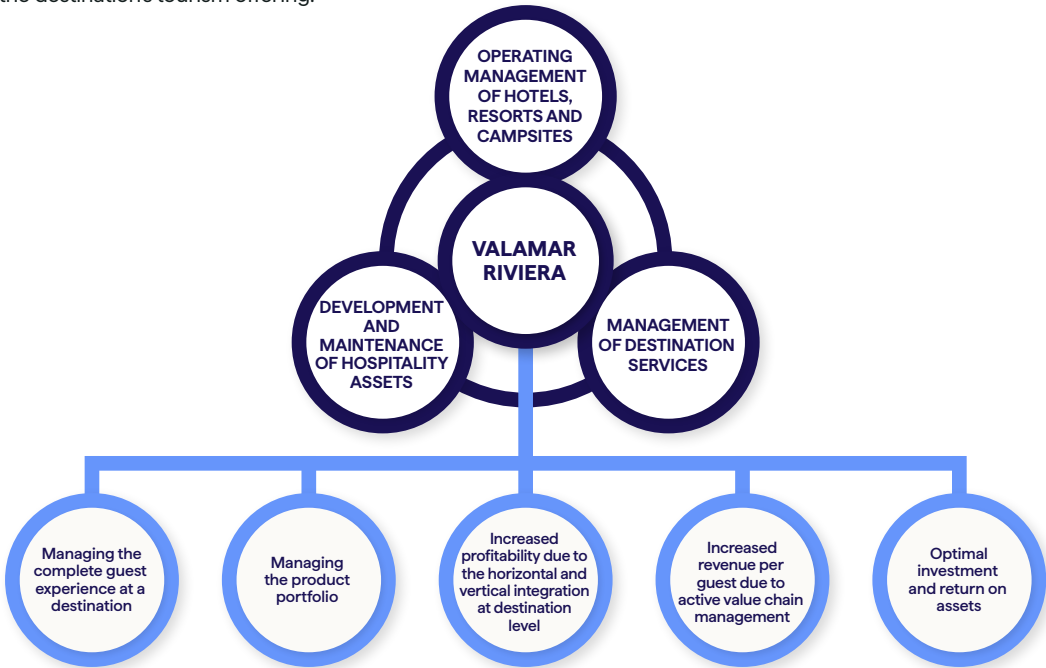 the destination's tourism offering.
OPERATING
MANAGEMENT
OF HOTELS,
RESORTS AND
CAMPSITES
VALAMAR
RIVIERA
DEVELOPMENT
AND
MAINTENANCE
OF HOSPITALITY
ASSETS
MANAGEMENT
OF DESTINATION
SERVICES
Managing the
complete guest
experience at a
destination
Managing
the product
portfolio
Increased
profitability due to
the horizontal and
vertical integration
at destination
level
Increased
revenue per
guest due to
active value chain
management
Optimal
investment
and return on
assets